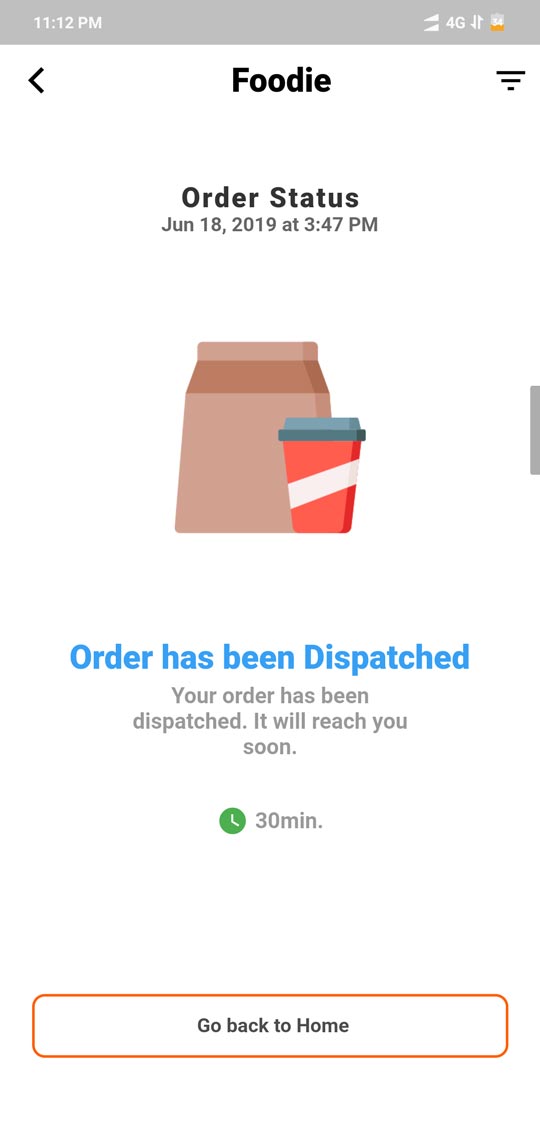 11:12 PM
4G
34
Foodie
Order Status
Jun 18, 2019 at 3:47 PM
Order has been Dispatched
Your order has been
dispatched. It will reach you
soon.
30min.
Go back to Home